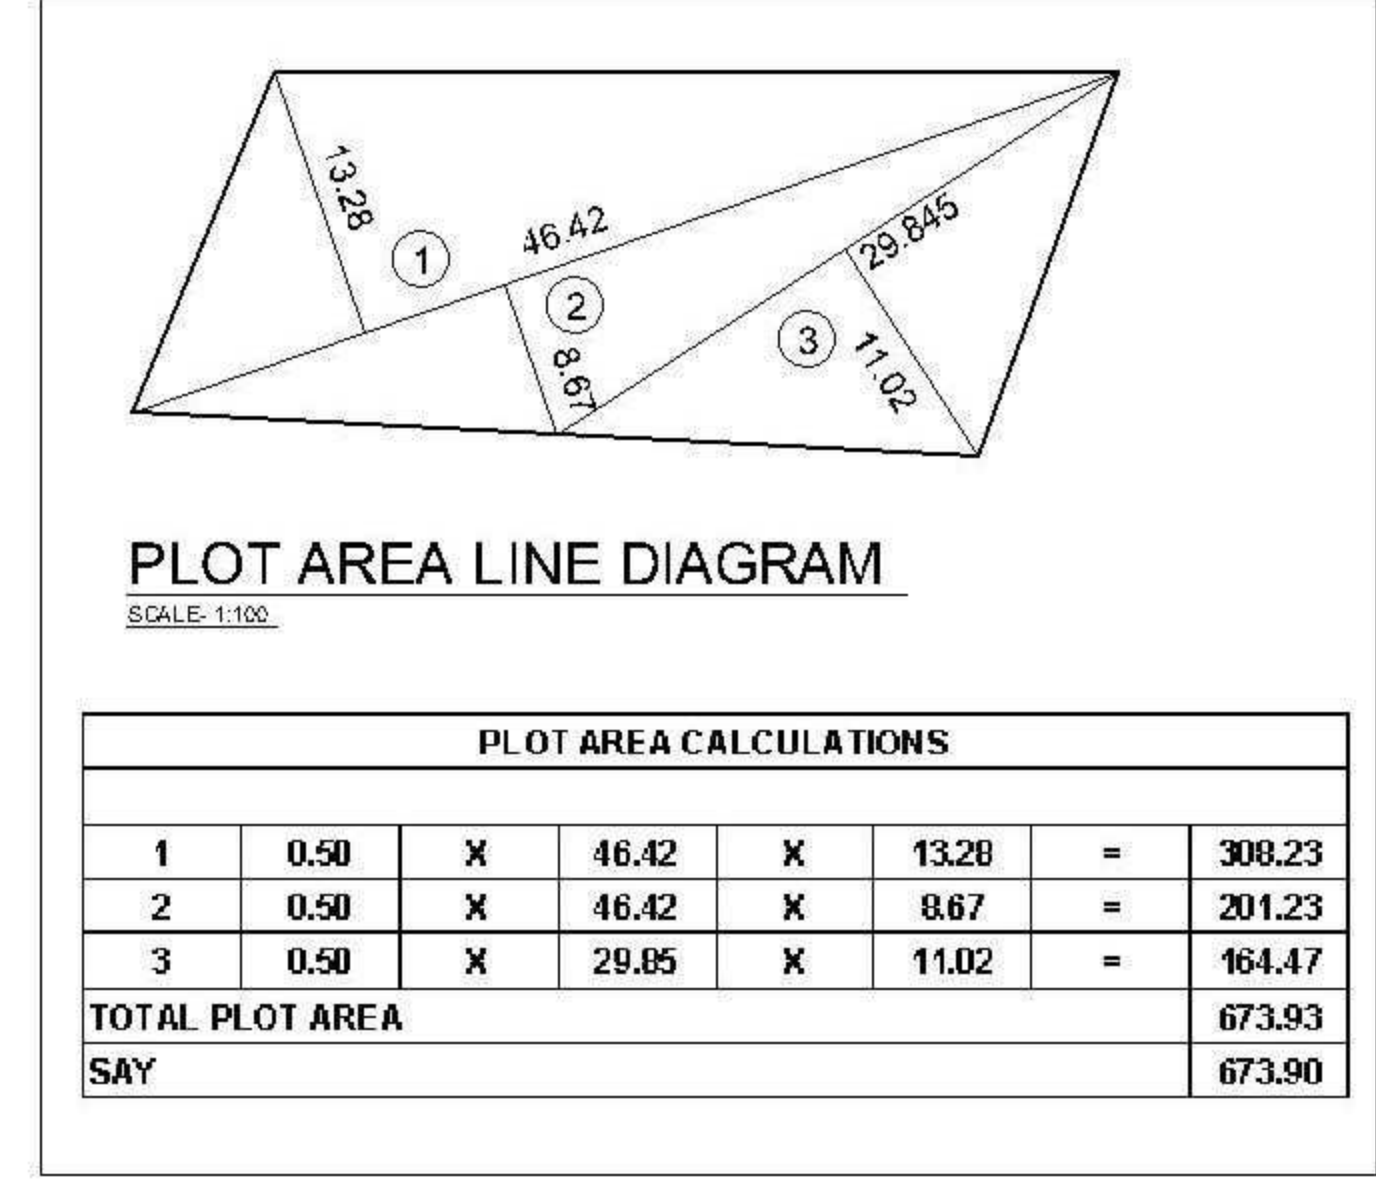 13.28
46.42
1
2
8.67
29.845
3
11.02
PLOT AREA LINE DIAGRAM
SCALE- 1:100
PLOT AREA CALCULATIONS
1 0.50 X 46.42 X 13.28 = 308.23
2 0.50 X 46.42 X 8.67 = 201.23
3 0.50 X 29.85 X 11.02 = 164.47
TOTAL PLOT AREA 673.93
SAY 673.90